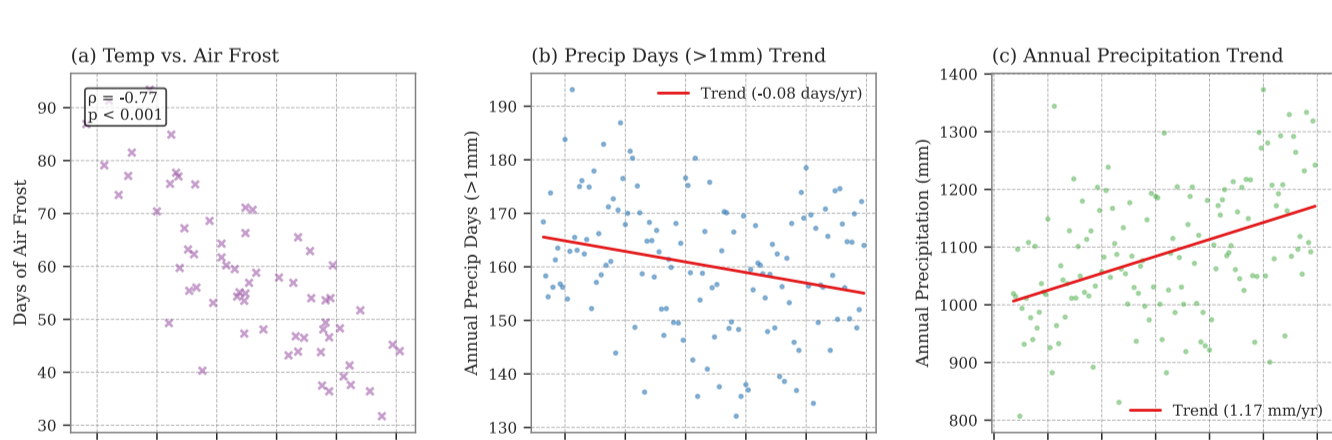 (a) Temp vs. Air Frost
ρ = -0.77
p < 0.001
Days of Air Frost
90
80
70
60
50
40
30
(b) Precip Days (>1mm) Trend
Trend (-0.08 days/yr)
Annual Precip Days (>1mm)
190
180
170
160
150
140
130
(c) Annual Precipitation Trend
Annual Precipitation (mm)
1400
1300
1200
1100
1000
900
800
Trend (1.17 mm/yr)